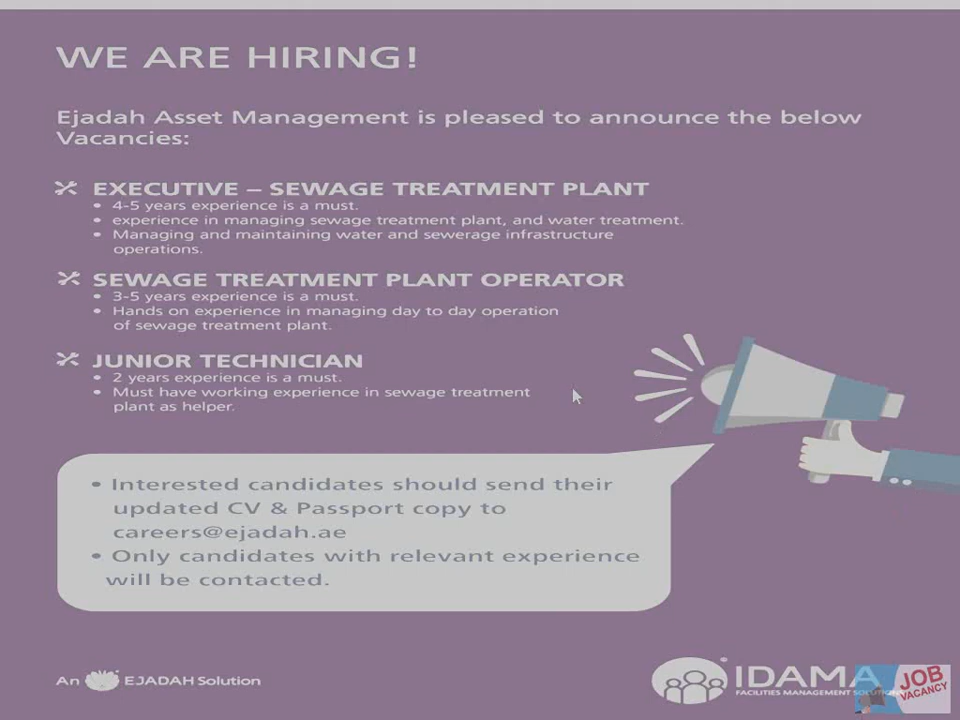 WE ARE HIRING!
Ejadah Asset Management is pleased to announce the below
Vacancies:
EXECUTIVE – SEWAGE TREATMENT PLANT
• 4-5 years experience is a must.
• experience in managing sewage treatment plant, and water treatment.
• Managing and maintaining water and sewerage infrastructure
operations.
SEWAGE TREATMENT PLANT OPERATOR
• 3-5 years experience is a must.
• Hands on experience in managing day to day operation
of sewage treatment plant.
JUNIOR TECHNICIAN
• 2 years experience is a must.
• Must have working experience in sewage treatment
plant as helper.
• Interested candidates should send their
updated CV & Passport copy to
careers@ejadah.ae
• Only candidates with relevant experience
will be contacted.
An EJADAH Solution
IDAMA
FACILITIES MANAGEMENT
JOB
VACANCY